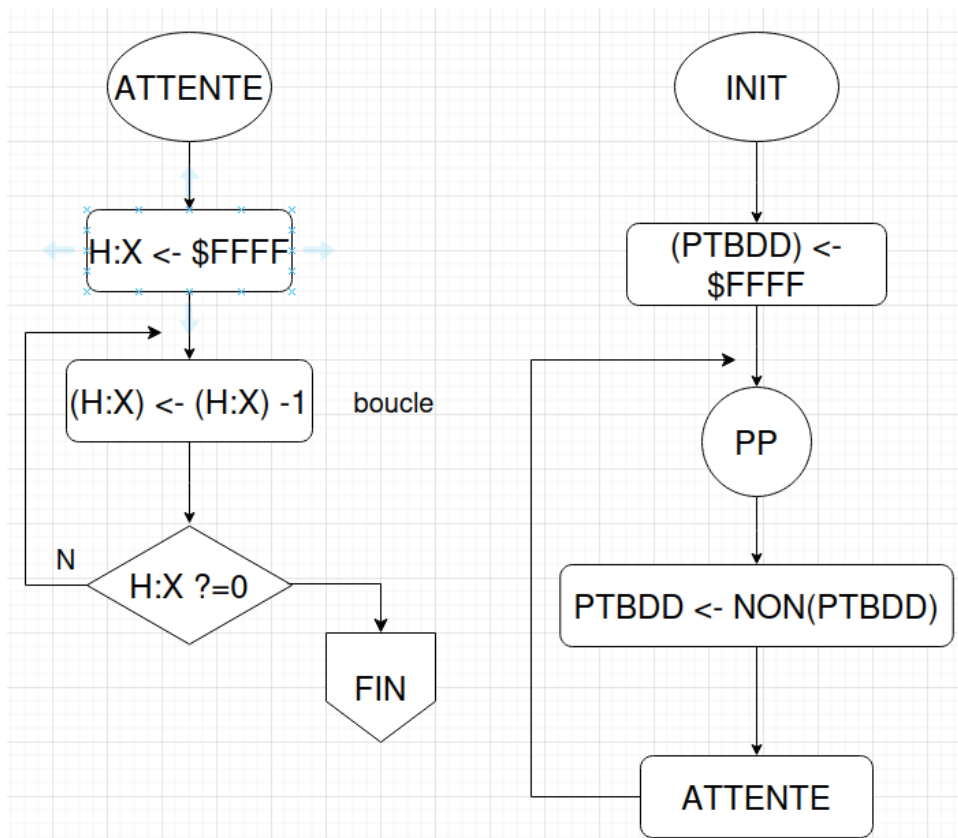 ATTENTE
H:X <- $FFFF
(H:X) <- (H:X) -1
boucle
N
H:X ?=0
FIN
INIT
(PTBDD) <-
$FFFF
PP
PTBDD <- NON(PTBDD)
ATTENTE